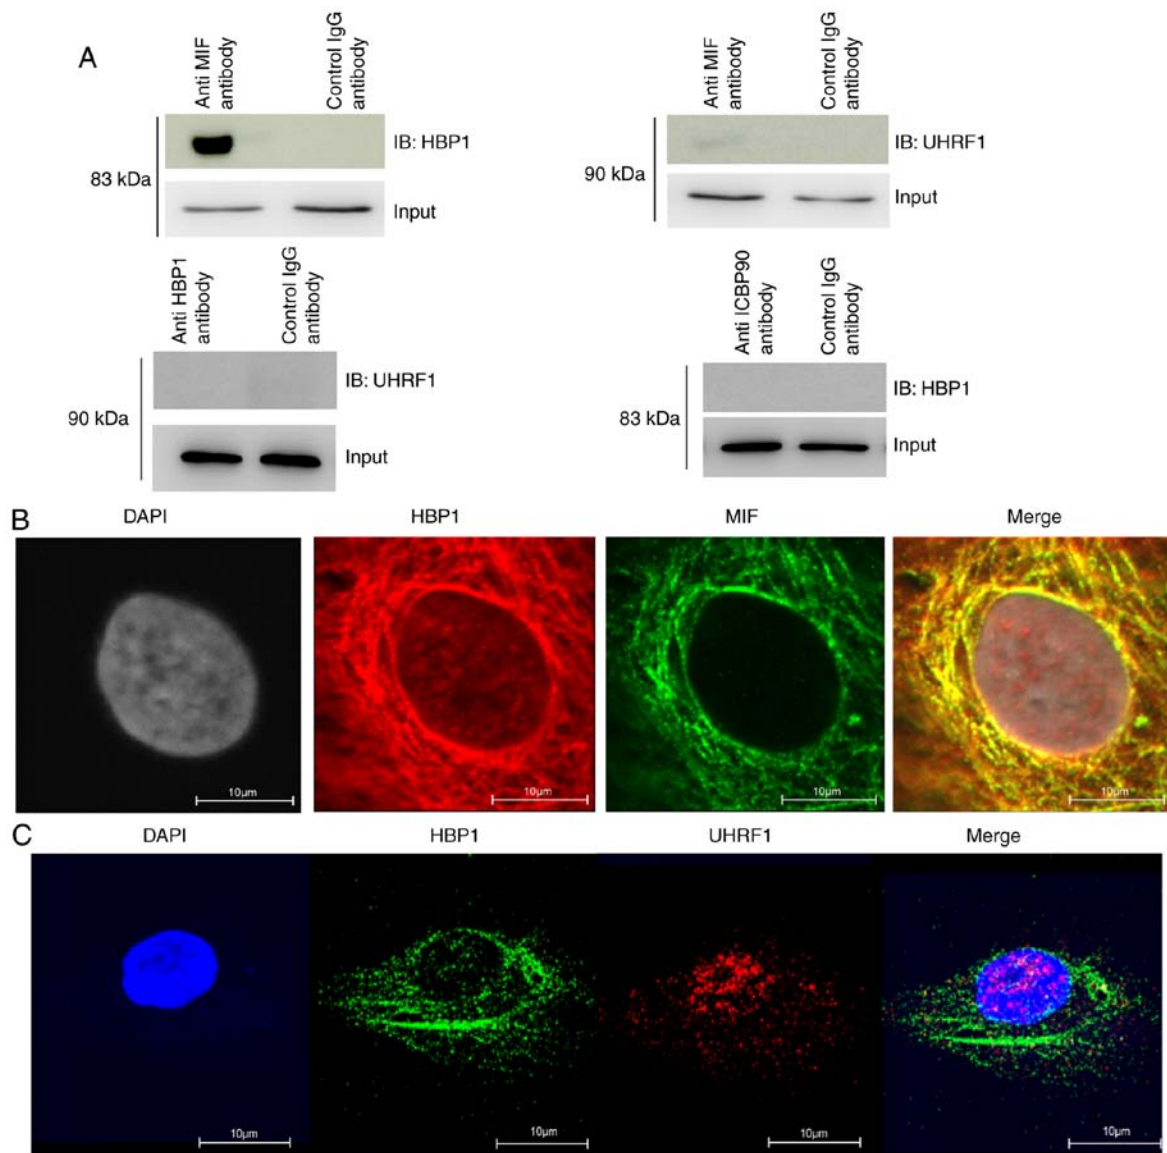 A
Anti MIF
antibody
Control IgG
antibody
IB: HBP1
83 kDa
Input
Anti MIF
antibody
Control IgG
antibody
IB: UHRF1
90 kDa
Input
Anti HBP1
antibody
Control IgG
antibody
IB: UHRF1
90 kDa
Input
Anti ICBP90
antibody
Control IgG
antibody
IB: HBP1
83 kDa
Input
B
DAPI
HBP1
MIF
Merge
10μm
10μm
10μm
10μm
C
DAPI
HBP1
UHRF1
Merge
10μm
10μm
10μm
10μm